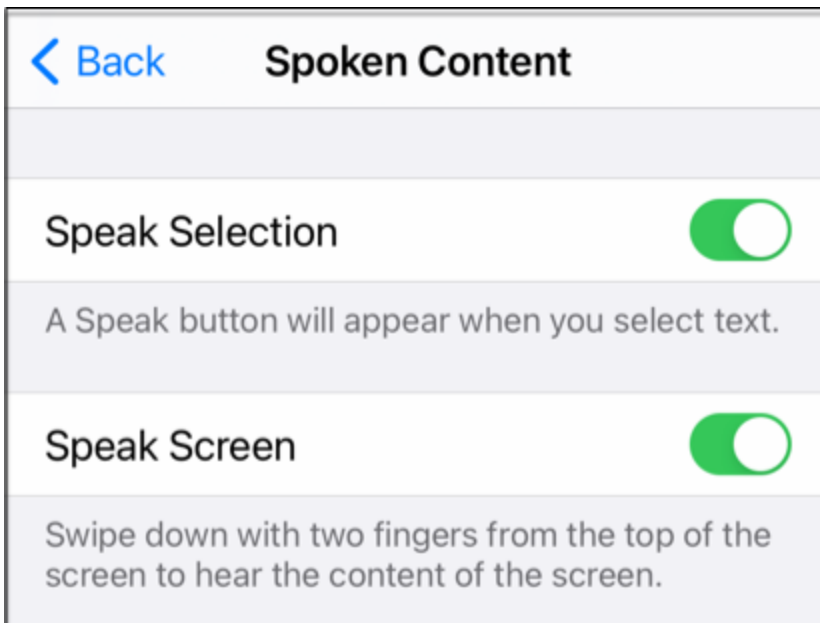 Back Spoken Content
Speak Selection
A Speak button will appear when you select text.
Speak Screen
Swipe down with two fingers from the top of the
screen to hear the content of the screen.